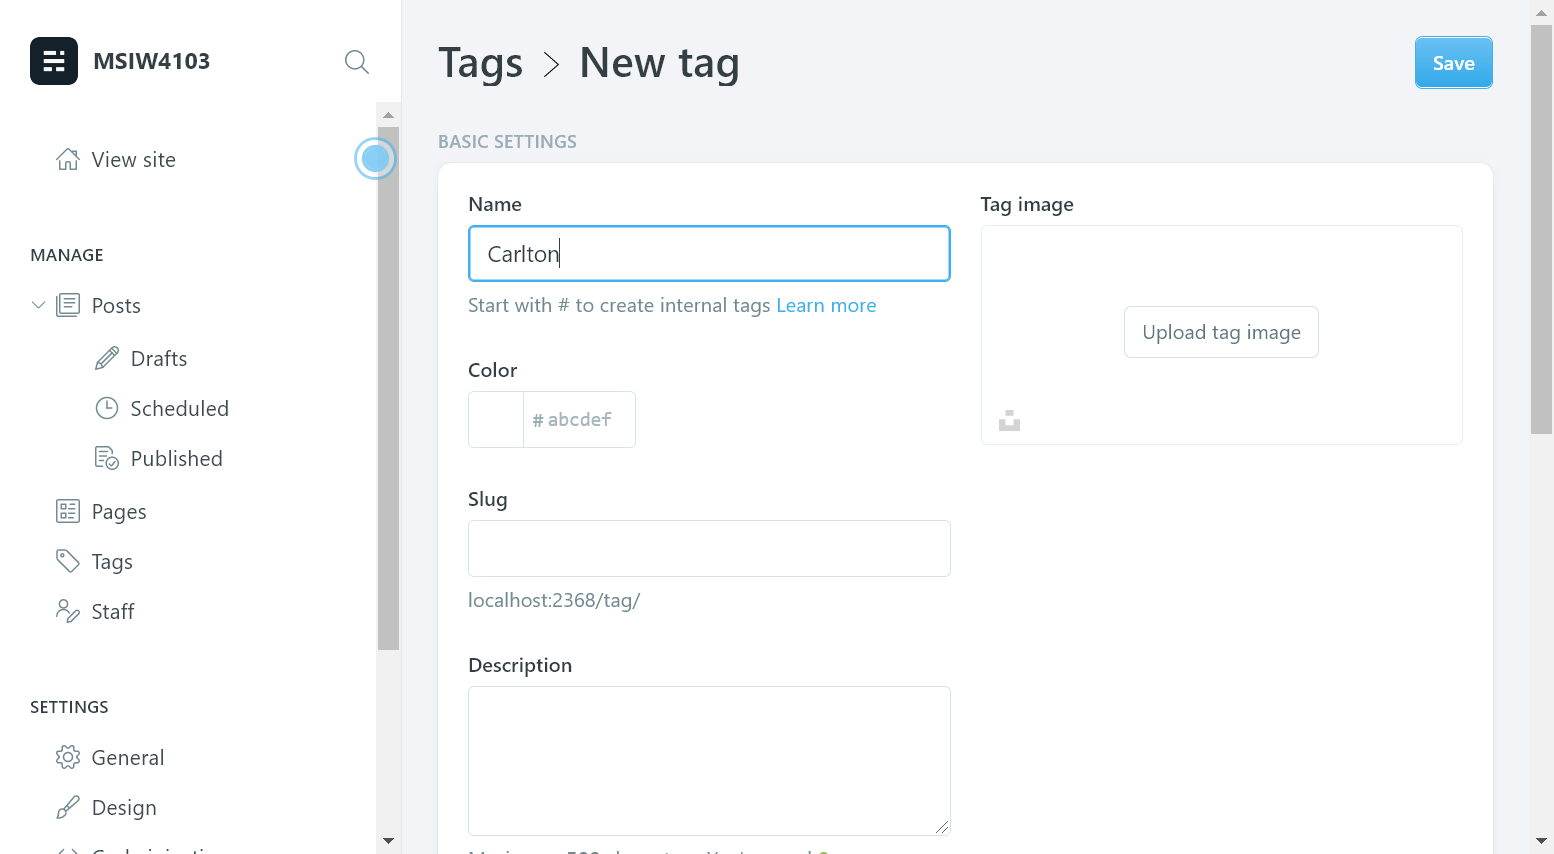 MSIW4103
View site
MANAGE
Posts
Drafts
Scheduled
Published
Pages
Tags
Staff
SETTINGS
General
Design
Tags > New tag
Save
BASIC SETTINGS
Name
Carlton
Start with # to create internal tags Learn more
Color
# abcdef
Slug
localhost:2368/tag/
Description
Tag image
Upload tag image